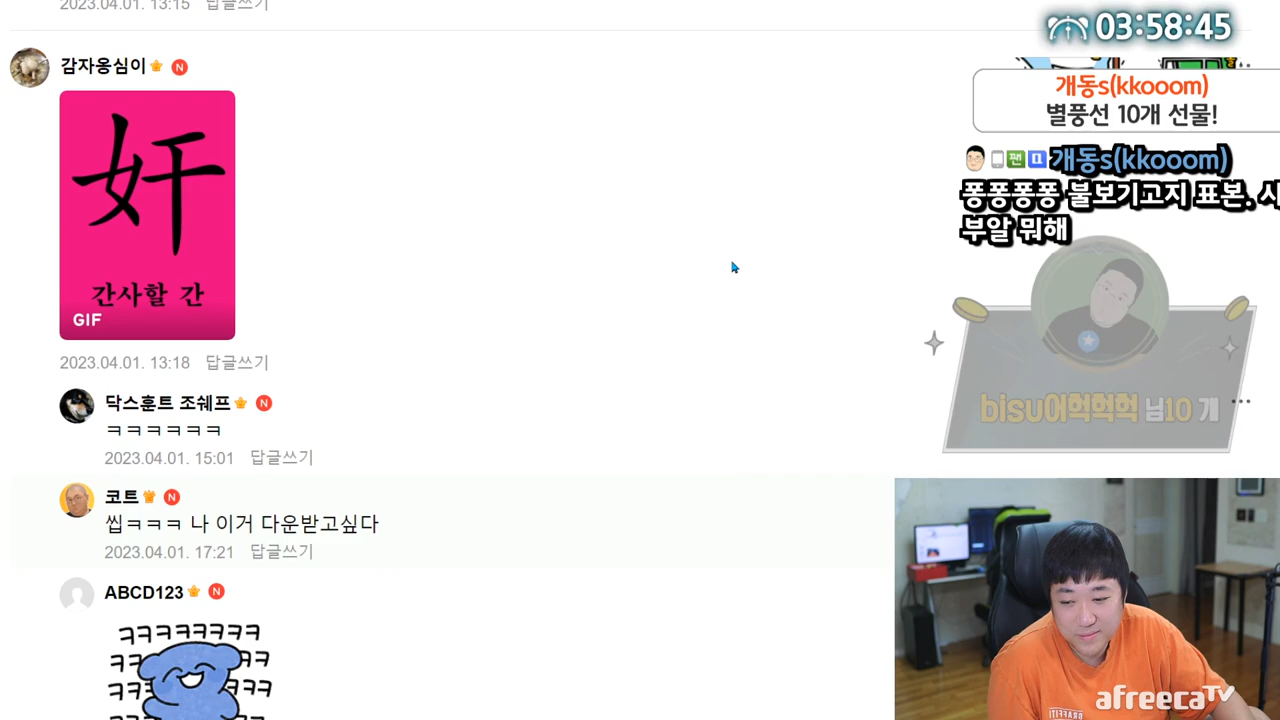 2023.04.01. 13:15 답글쓰기
03:58:45
감자옹심이 N
개동s(kkooom)
별풍선 10개 선물!
奸
간사할 간
GIF
팬
개동s(kkooom)
퐁퐁퐁퐁 불보기고지 표본. 시
부알 뭐해
2023.04.01. 13:18 답글쓰기
bisu어헉헉헉 님10 개
닥스훈트 조쉐프 N
ㅋㅋㅋㅋㅋㅋ
2023.04.01. 15:01 답글쓰기
코트 N
씹ㅋㅋㅋ 나 이거 다운받고싶다
2023.04.01. 17:21 답글쓰기
ABCD123 N
ㅋㅋㅋㅋㅋㅋㅋㅋ
afreecaTV